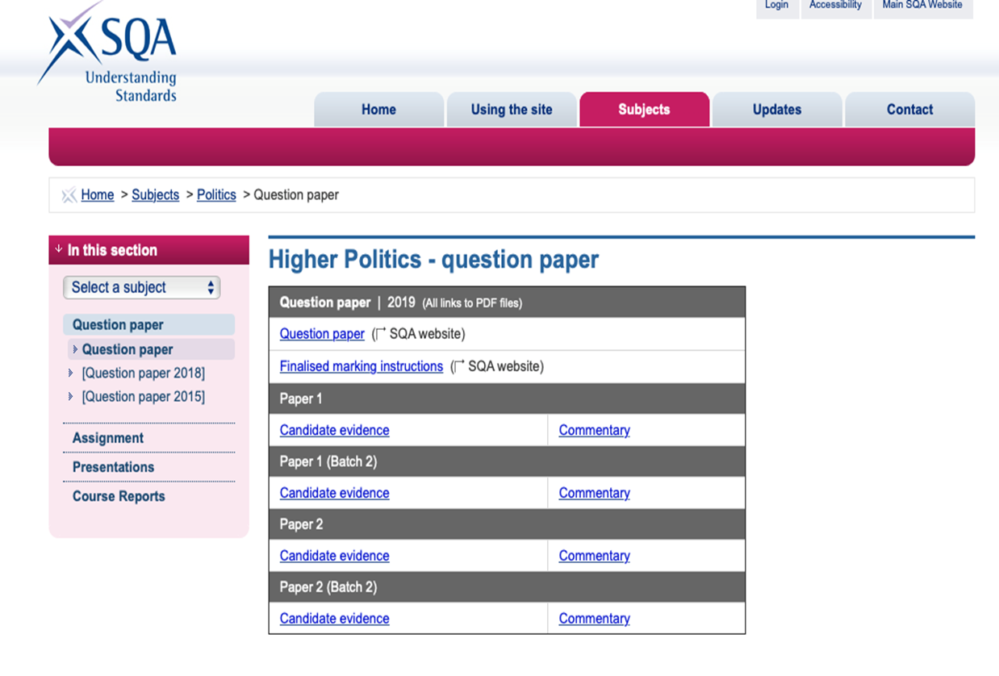 Login Accessibility Main SQA Website
SQA
Understanding
Standards
Home Using the site Subjects Updates Contact
Home > Subjects > Politics > Question paper
In this section
Select a subject
Question paper
Question paper
[Question paper 2018]
[Question paper 2015]
Assignment
Presentations
Course Reports
Higher Politics - question paper
Question paper | 2019 (All links to PDF files)
Question paper (SQA website)
Finalised marking instructions (SQA website)
Paper 1
Candidate evidence Commentary
Paper 1 (Batch 2)
Candidate evidence Commentary
Paper 2
Candidate evidence Commentary
Paper 2 (Batch 2)
Candidate evidence Commentary